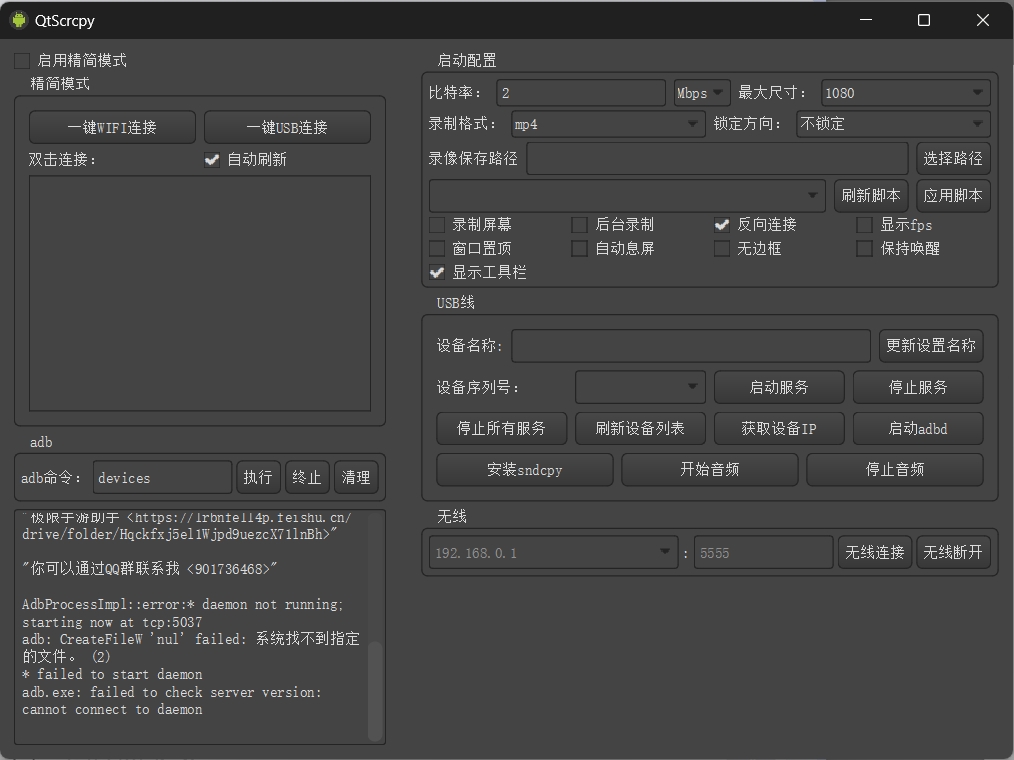 QtScrcpy
启用精简模式
精简模式
一键WIFI连接
一键USB连接
双击连接：
自动刷新
adb
adb命令：
devices
执行
终止
清理
drive/folder/Hqckfxj5el1Wjpd9uezcX71lnBh>"
"你可以通过QQ群联系我 <901736468>"
AdbProcessImpl::error:* daemon not running;
starting now at tcp:5037
adb: CreateFileW 'nul' failed: 系统找不到指定
的文件。 (2)
* failed to start daemon
adb.exe: failed to check server version:
cannot connect to daemon
启动配置
比特率： 2 Mbps 最大尺寸： 1080
录制格式： mp4 锁定方向： 不锁定
录像保存路径 选择路径
刷新脚本 应用脚本
录制屏幕 后台录制 反向连接 显示fps
窗口置顶 自动息屏 无边框 保持唤醒
显示工具栏
USB线
设备名称: 更新设置名称
设备序列号： 启动服务 停止服务
停止所有服务 刷新设备列表 获取设备IP 启动adbd
安装sndcpy 开始音频 停止音频
无线
192.168.0.1 : 5555 无线连接 无线断开